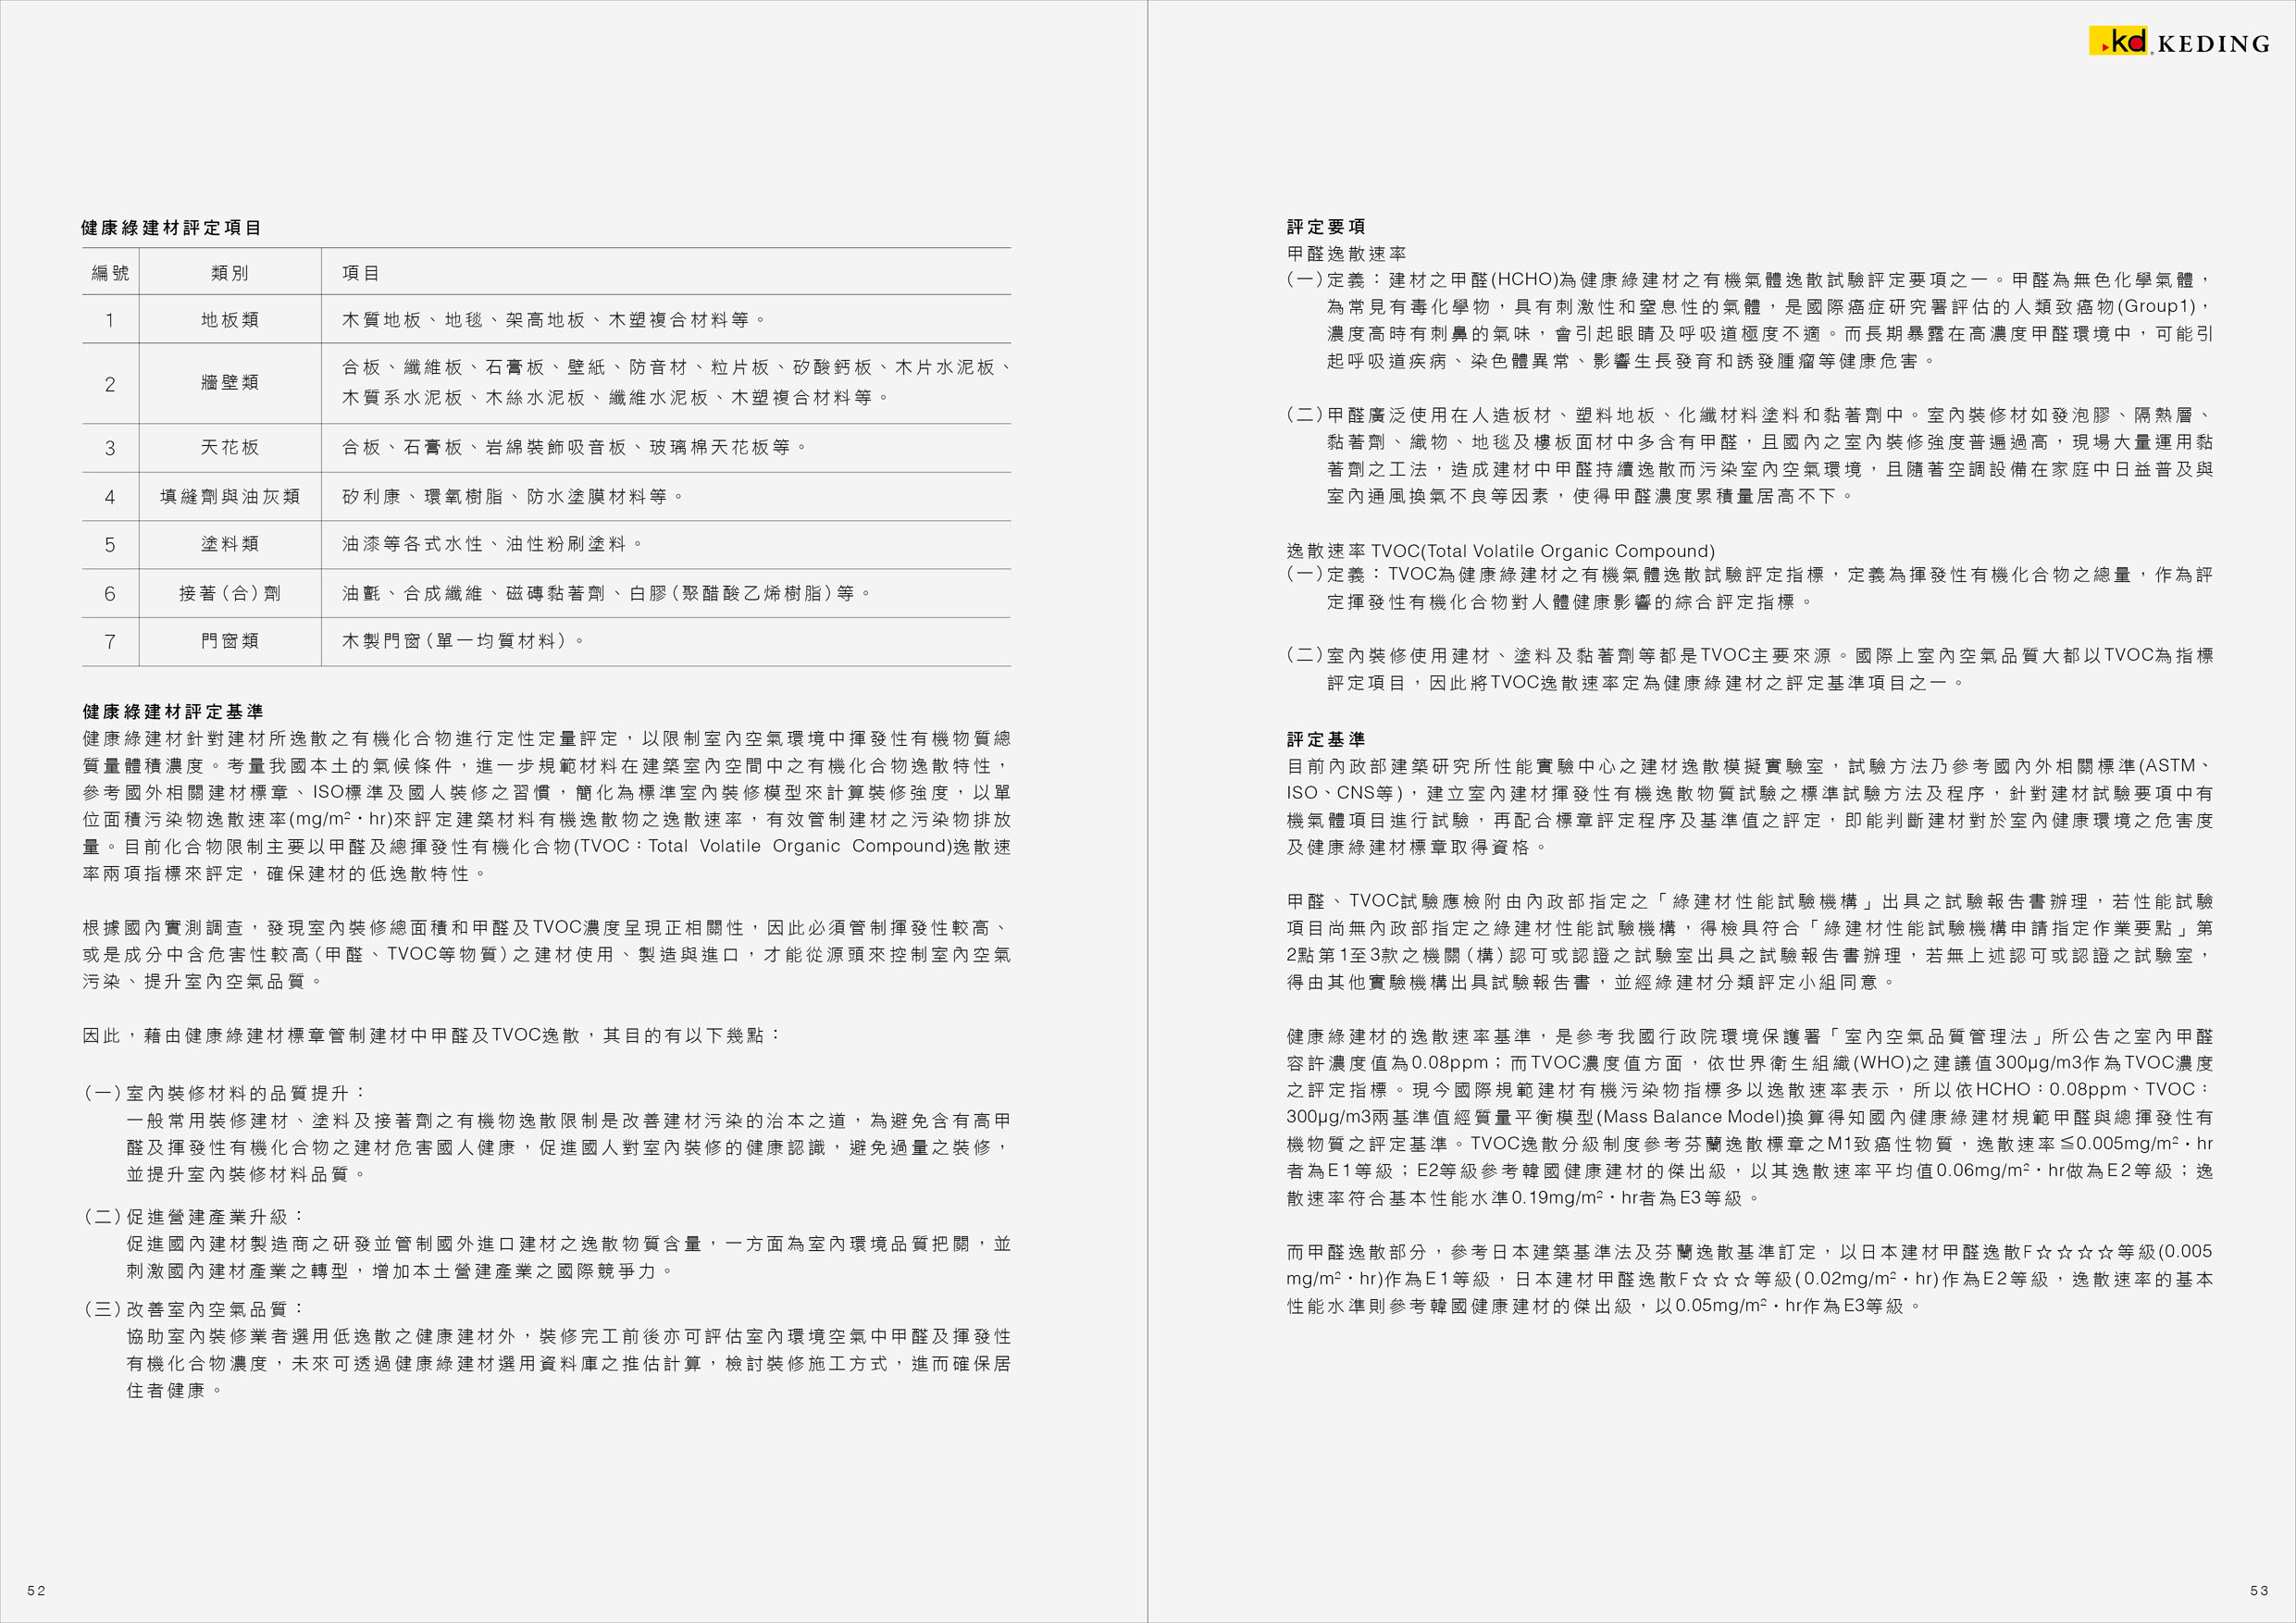 kd KEDING
健康綠建材評定項目
編號 類別 項目
1 地板類 木質地板、地毯、架高地板、木塑複合材料等。
2 牆壁類 合板、纖維板、石膏板、壁紙、防音材、粒片板、矽酸鈣板、木片水泥板、
木質系水泥板、木絲水泥板、纖維水泥板、木塑複合材料等。
3 天花板 合板、石膏板、岩綿裝飾吸音板、玻璃棉天花板等。
4 填縫劑與油灰類 矽利康、環氧樹脂、防水塗膜材料等。
5 塗料類 油漆等各式水性、油性粉刷塗料。
6 接著(合)劑 油氈、合成纖維、磁磚黏著劑、白膠(聚醋酸乙烯樹脂)等。
7 門窗類 木製門窗(單一均質材料)。
健康綠建材評定基準
健康綠建材針對建材所逸散之有機化合物進行定性定量評定，以限制室內空氣環境中揮發性有機物質總
質量體積濃度。考量我國本土的氣候條件，進一步規範材料在建築室內空間中之有機化合物逸散特性，
參考國外相關建材標章、ISO標準及國人裝修之習慣，簡化為標準室內裝修模型來計算裝修強度，以單
位面積污染物逸散速率(mg/m²·hr)來評定建築材料有機逸散物之逸散速率，有效管制建材之污染物排放
量。目前化合物限制主要以甲醛及總揮發性有機化合物(TVOC：Total Volatile Organic Compound)逸散速
率兩項指標來評定，確保建材的低逸散特性。
根據國內實測調查，發現室內裝修總面積和甲醛及TVOC濃度呈現正相關性，因此必須管制揮發性較高、
或是成分中含危害性較高(甲醛、TVOC等物質)之建材使用、製造與進口，才能從源頭來控制室內空氣
污染、提升室內空氣品質。
因此，藉由健康綠建材標章管制建材中甲醛及TVOC逸散，其目的有以下幾點：
(一)室內裝修材料的品質提升：
一般常用裝修建材、塗料及接著劑之有機物逸散限制是改善建材污染的治本之道，為避免含有高甲
醛及揮發性有機化合物之建材危害國人健康，促進國人對室內裝修的健康認識，避免過量之裝修，
並提升室內裝修材料品質。
(二)促進營建產業升級：
促進國內建材製造商之研發並管制國外進口建材之逸散物質含量，一方面為室內環境品質把關，並
刺激國內建材產業之轉型，增加本土營建產業之國際競爭力。
(三)改善室內空氣品質：
協助室內裝修業者選用低逸散之健康建材外，裝修完工前後亦可評估室內環境空氣中甲醛及揮發性
有機化合物濃度，未來可透過健康綠建材選用資料庫之推估計算，檢討裝修施工方式，進而確保居
住者健康。
52
評定要項
甲醛逸散速率
(一)定義：建材之甲醛(HCHO)為健康綠建材之有機氣體逸散試驗評定要項之一。甲醛為無色化學氣體，
為常見有毒化學物，具有刺激性和窒息性的氣體，是國際癌症研究署評估的人類致癌物(Group1)，
濃度高時有刺鼻的氣味，會引起眼睛及呼吸道極度不適。而長期暴露在高濃度甲醛環境中，可能引
起呼吸道疾病、染色體異常、影響生長發育和誘發腫瘤等健康危害。
(二)甲醛廣泛使用在人造板材、塑料地板、化纖材料塗料和黏著劑中。室內裝修材如發泡膠、隔熱層、
黏著劑、織物、地毯及樓板面材中多含有甲醛，且國內之室內裝修強度普遍過高，現場大量運用黏
著劑之工法，造成建材中甲醛持續逸散而污染室內空氣環境，且隨著空調設備在家庭中日益普及與
室內通風換氣不良等因素，使得甲醛濃度累積量居高不下。
逸散速率 TVOC(Total Volatile Organic Compound)
(一)定義：TVOC為健康綠建材之有機氣體逸散試驗評定指標，定義為揮發性有機化合物之總量，作為評
定揮發性有機化合物對人體健康影響的綜合評定指標。
(二)室內裝修使用建材、塗料及黏著劑等都是TVOC主要來源。國際上室內空氣品質大都以TVOC為指標
評定項目，因此將TVOC逸散速率定為健康綠建材之評定基準項目之一。
評定基準
目前內政部建築研究所性能實驗中心之建材逸散模擬實驗室，試驗方法乃參考國內外相關標準(ASTM、
ISO、CNS等)，建立室內建材揮發性有機逸散物質試驗之標準試驗方法及程序，針對建材試驗要項中有
機氣體項目進行試驗，再配合標章評定程序及基準值之評定，即能判斷建材對於室內健康環境之危害度
及健康綠建材標章取得資格。
甲醛、TVOC試驗應檢附由內政部指定之「綠建材性能試驗機構」出具之試驗報告書辦理，若性能試驗
項目尚無內政部指定之綠建材性能試驗機構，得檢具符合「綠建材性能試驗機構申請指定作業要點」第
2點第1至3款之機關(構)認可或認證之試驗室出具之試驗報告書辦理，若無上述認可或認證之試驗室，
得由其他實驗機構出具試驗報告書，並經綠建材分類評定小組同意。
健康綠建材的逸散速率基準，是參考我國行政院環境保護署「室內空氣品質管理法」所公告之室內甲醛
容許濃度值為0.08ppm；而TVOC濃度值方面，依世界衛生組織(WHO)之建議值300μg/m3作為TVOC濃度
之評定指標。現今國際規範建材有機污染物指標多以逸散速率表示，所以依HCHO：0.08ppm、TVOC：
300μg/m3兩基準值經質量平衡模型(Mass Balance Model)換算得知國內健康綠建材規範甲醛與總揮發性有
機物質之評定基準。TVOC逸散分級制度參考芬蘭逸散標章之M1致癌性物質，逸散速率≦0.005mg/m²·hr
者為E1等級；E2等級參考韓國健康建材的傑出級，以其逸散速率平均值0.06mg/m²·hr做為E2等級；逸
散速率符合基本性能水準0.19mg/m²·hr者為E3等級。
而甲醛逸散部分，參考日本建築基準法及芬蘭逸散基準訂定，以日本建材甲醛逸散F☆☆☆☆等級(0.005
mg/m²·hr)作為E1等級，日本建材甲醛逸散F☆☆☆等級(0.02mg/m²·hr)作為E2等級，逸散速率的基本
性能水準則參考韓國健康建材的傑出級，以0.05mg/m²·hr作為E3等級。
53